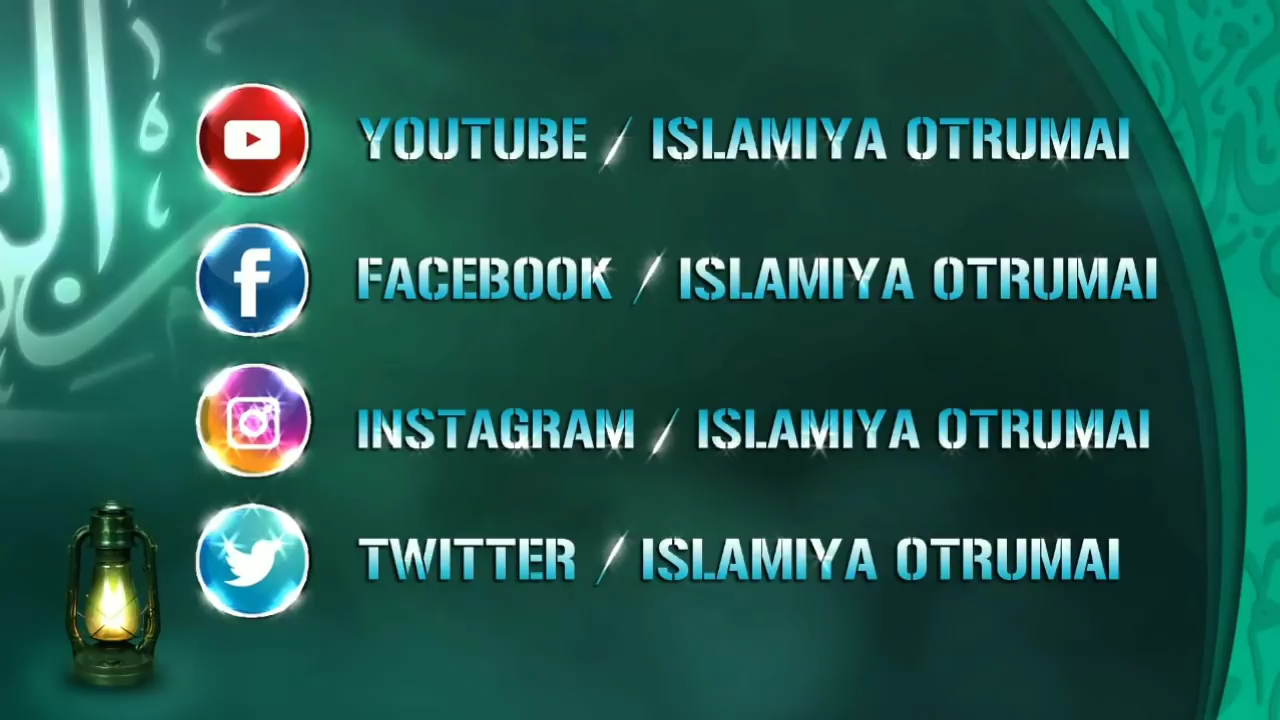 YOUTUBE / ISLAMIYA OTRUMAI
FACEBOOK / ISLAMIYA OTRUMAI
INSTAGRAM / ISLAMIYA OTRUMAI
TWITTER / ISLAMIYA OTRUMAI